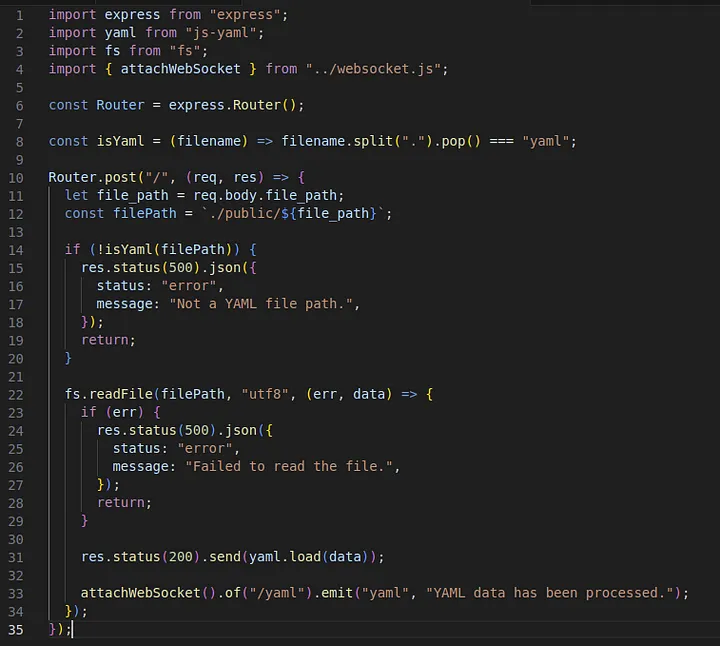 1 import express from "express";
2 import yaml from "js-yaml";
3 import fs from "fs";
4 import { attachWebSocket } from "../websocket.js";
5
6 const Router = express.Router();
7
8 const isYaml = (filename) => filename.split(".").pop() === "yaml";
9
10 Router.post("/", (req, res) => {
11   let file_path = req.body.file_path;
12   const filePath = `./public/${file_path}`;
13
14   if (!isYaml(filePath)) {
15     res.status(500).json({
16       status: "error",
17       message: "Not a YAML file path.",
18     });
19     return;
20   }
21
22   fs.readFile(filePath, "utf8", (err, data) => {
23     if (err) {
24       res.status(500).json({
25         status: "error",
26         message: "Failed to read the file.",
27       });
28       return;
29     }
30
31     res.status(200).send(yaml.load(data));
32
33     attachWebSocket().of("/yaml").emit("yaml", "YAML data has been processed.");
34   });
35 });